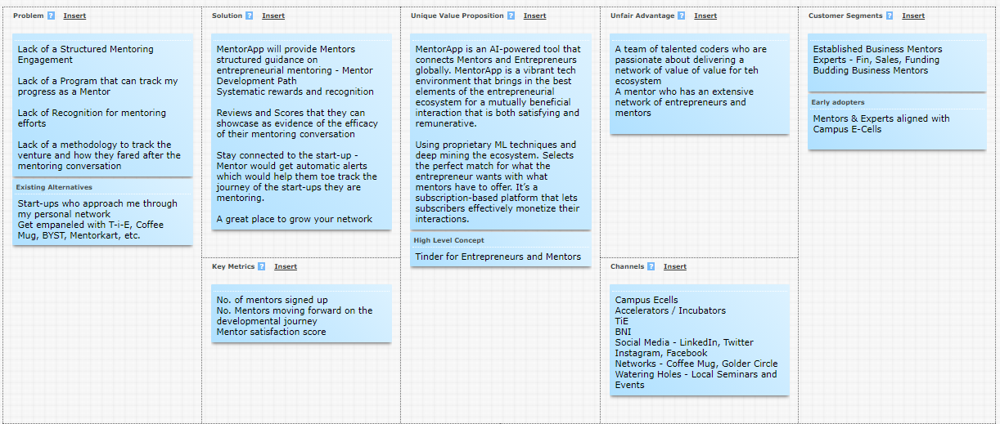 Problem ? Insert
Lack of a Structured Mentoring
Engagement
Lack of a Program that can track my
progress as a Mentor
Lack of Recognition for mentoring
efforts
Lack of a methodology to track the
venture and how they fared after the
mentoring conversation
Existing Alternatives
Start-ups who approach me through
my personal network
Get empaneled with T-i-E, Coffee
Mug, BYST, Mentorkart, etc.
Solution ? Insert
MentorApp will provide Mentors
structured guidance on
entrepreneurial mentoring - Mentor
Development Path
Systematic rewards and recognition
Reviews and Scores that they can
showcase as evidence of the efficacy
of their mentoring conversation
Stay connected to the start-up -
Mentor would get automatic alerts
which would help them toe track the
journey of the start-ups they are
mentoring.
A great place to grow your network
Key Metrics ? Insert
No. of mentors signed up
No. Mentors moving forward on the
developmental journey
Mentor satisfaction score
Unique Value Proposition ? Insert
MentorApp is an AI-powered tool that
connects Mentors and Entrepreneurs
globally. MentorApp is a vibrant tech
environment that brings in the best
elements of the entrepreneurial
ecosystem for a mutually beneficial
interaction that is both satisfying and
remunerative.
Using proprietary ML techniques and
deep mining the ecosystem. Selects
the perfect match for what the
entrepreneur wants with what
mentors have to offer. It's a
subscription-based platform that lets
subscribers effectively monetize their
interactions.
High Level Concept
Tinder for Entrepreneurs and Mentors
Unfair Advantage ? Insert
A team of talented coders who are
passionate about delivering a
network of value of value for teh
ecosystem
A mentor who has an extensive
network of entrepreneurs and
mentors
Channels ? Insert
Campus Ecells
Accelerators / Incubators
TiE
BNI
Social Media - LinkedIn, Twitter
Instagram, Facebook
Networks - Coffee Mug, Golder Circle
Watering Holes - Local Seminars and
Events
Customer Segments ? Insert
Established Business Mentors
Experts - Fin, Sales, Funding
Budding Business Mentors
Early adopters
Mentors & Experts aligned with
Campus E-Cells